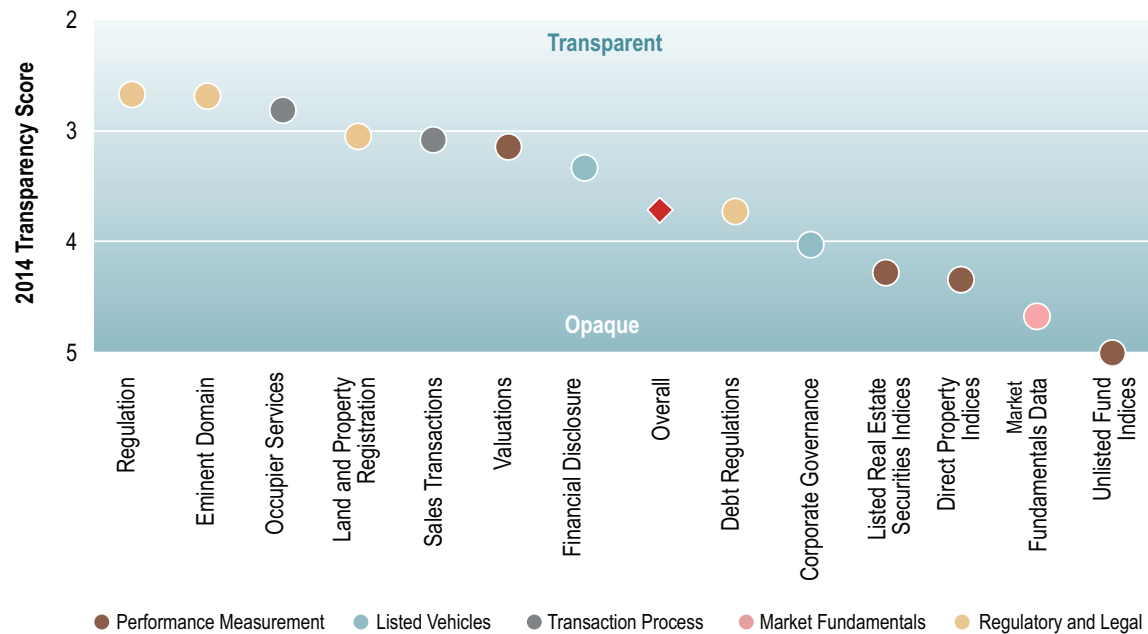 2014 Transparency Score
2
3
4
5
Transparent
Opaque
Regulation
Eminent Domain
Occupier Services
Land and Property
Registration
Sales Transactions
Valuations
Financial Disclosure
Overall
Debt Regulations
Corporate Governance
Listed Real Estate
Securities Indices
Direct Property
Indices
Market
Fundamentals Data
Unlisted Fund
Indices
Performance Measurement
Listed Vehicles
Transaction Process
Market Fundamentals
Regulatory and Legal